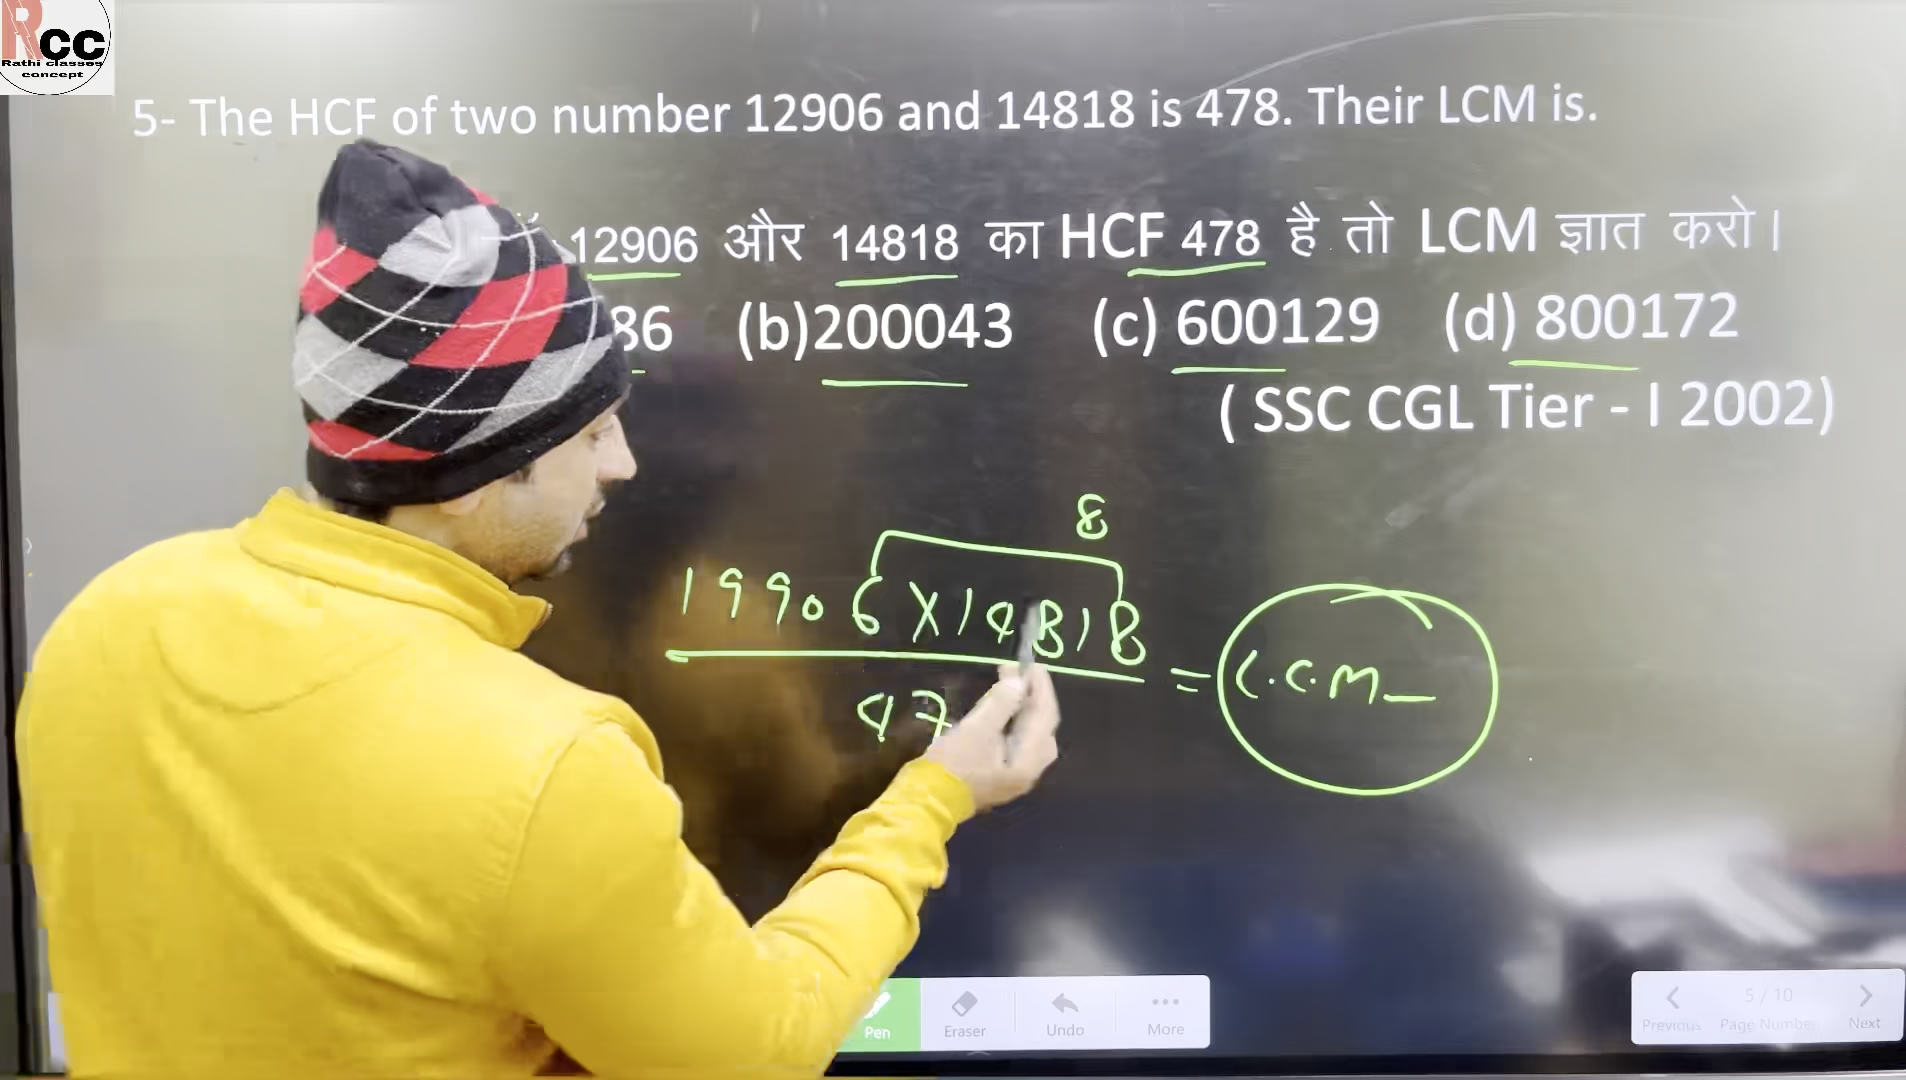 Rcc
Rathi classes
concept
5- The HCF of two number 12906 and 14818 is 478. Their LCM is.
12906 और 14818 का HCF 478 है तो LCM ज्ञात करो।
86 (b)200043 (c) 600129 (d) 800172
( SSC CGL Tier - I 2002)
8
19906X14818
47
= L.C.M
Pen Eraser Undo More
5 / 10
Previous Page Number Next